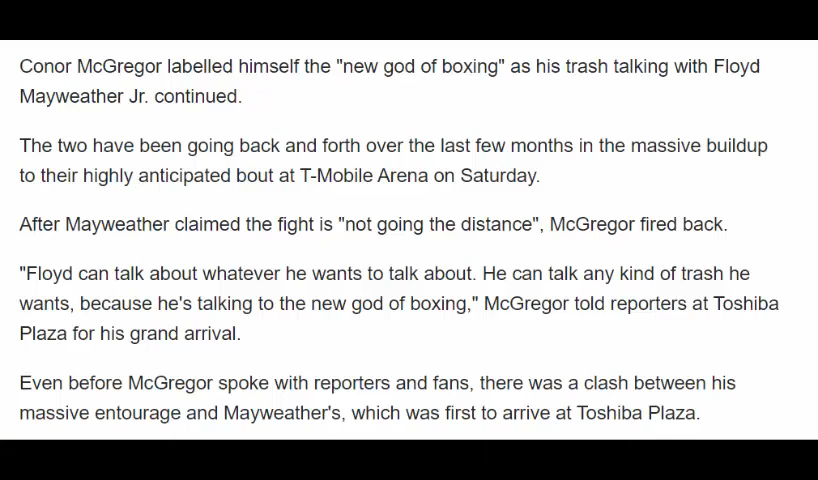 Conor McGregor labelled himself the "new god of boxing" as his trash talking with Floyd
Mayweather Jr. continued.
The two have been going back and forth over the last few months in the massive buildup
to their highly anticipated bout at T-Mobile Arena on Saturday.
After Mayweather claimed the fight is "not going the distance", McGregor fired back.
"Floyd can talk about whatever he wants to talk about. He can talk any kind of trash he
wants, because he's talking to the new god of boxing," McGregor told reporters at Toshiba
Plaza for his grand arrival.
Even before McGregor spoke with reporters and fans, there was a clash between his
massive entourage and Mayweather's, which was first to arrive at Toshiba Plaza.